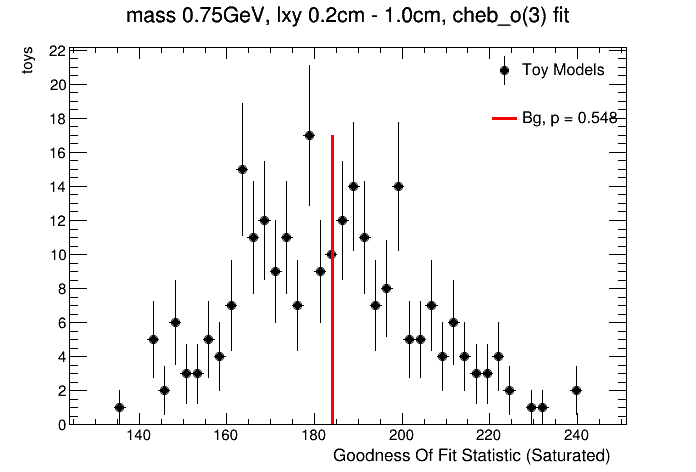 mass 0.75GeV, lxy 0.2cm - 1.0cm, cheb_o(3) fit
toys
22
20
18
16
14
12
10
8
6
4
2
0
Toy Models
Bg, p = 0.548
140 160 180 200 220 240
Goodness Of Fit Statistic (Saturated)